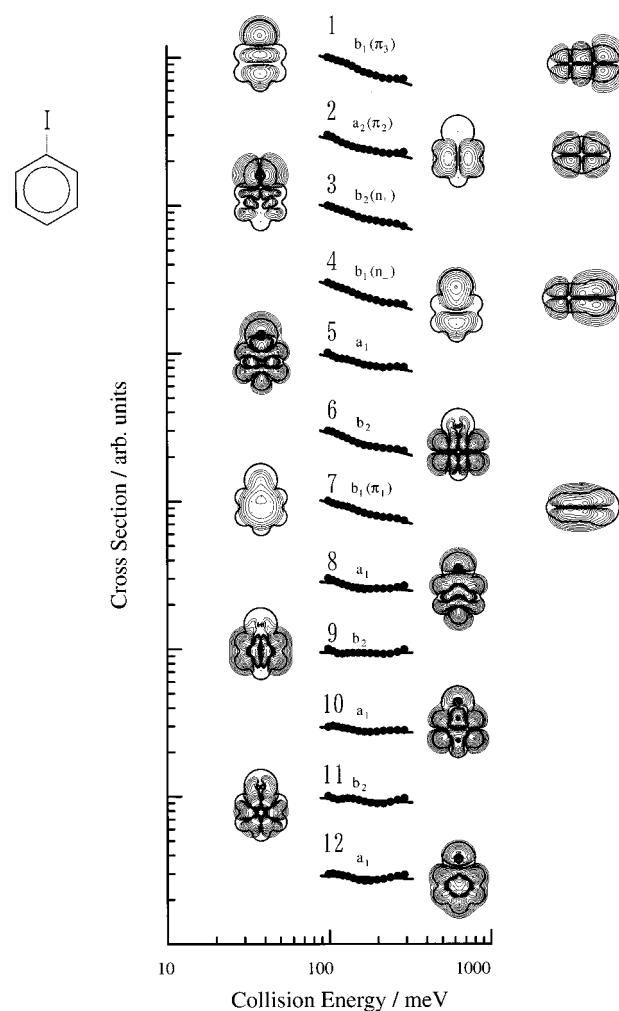 I
1
b₁(π₃)
2
a₂(π₂)
3
b₂(n₊)
4
b₁(n₋)
5
a₁
6
b₂
7
b₁(π₁)
8
a₁
9
b₂
10
a₁
11
b₂
12
a₁
Cross Section / arb. units
10 100 1000
Collision Energy / meV